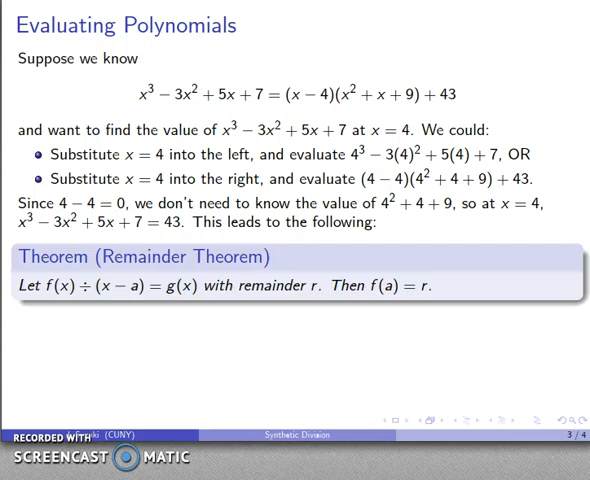 Evaluating Polynomials
Suppose we know
x³ − 3x² + 5x + 7 = (x − 4)(x² + x + 9) + 43
and want to find the value of x³ − 3x² + 5x + 7 at x = 4. We could:
Substitute x = 4 into the left, and evaluate 4³ − 3(4)² + 5(4) + 7, OR
Substitute x = 4 into the right, and evaluate (4 − 4)(4² + 4 + 9) + 43.
Since 4 − 4 = 0, we don't need to know the value of 4² + 4 + 9, so at x = 4,
x³ − 3x² + 5x + 7 = 43. This leads to the following:
Theorem (Remainder Theorem)
Let f(x) ÷ (x − a) = g(x) with remainder r. Then f(a) = r.
(CUNY) Synthetic Division 3 / 4
RECORDED WITH
SCREENCAST MATIC